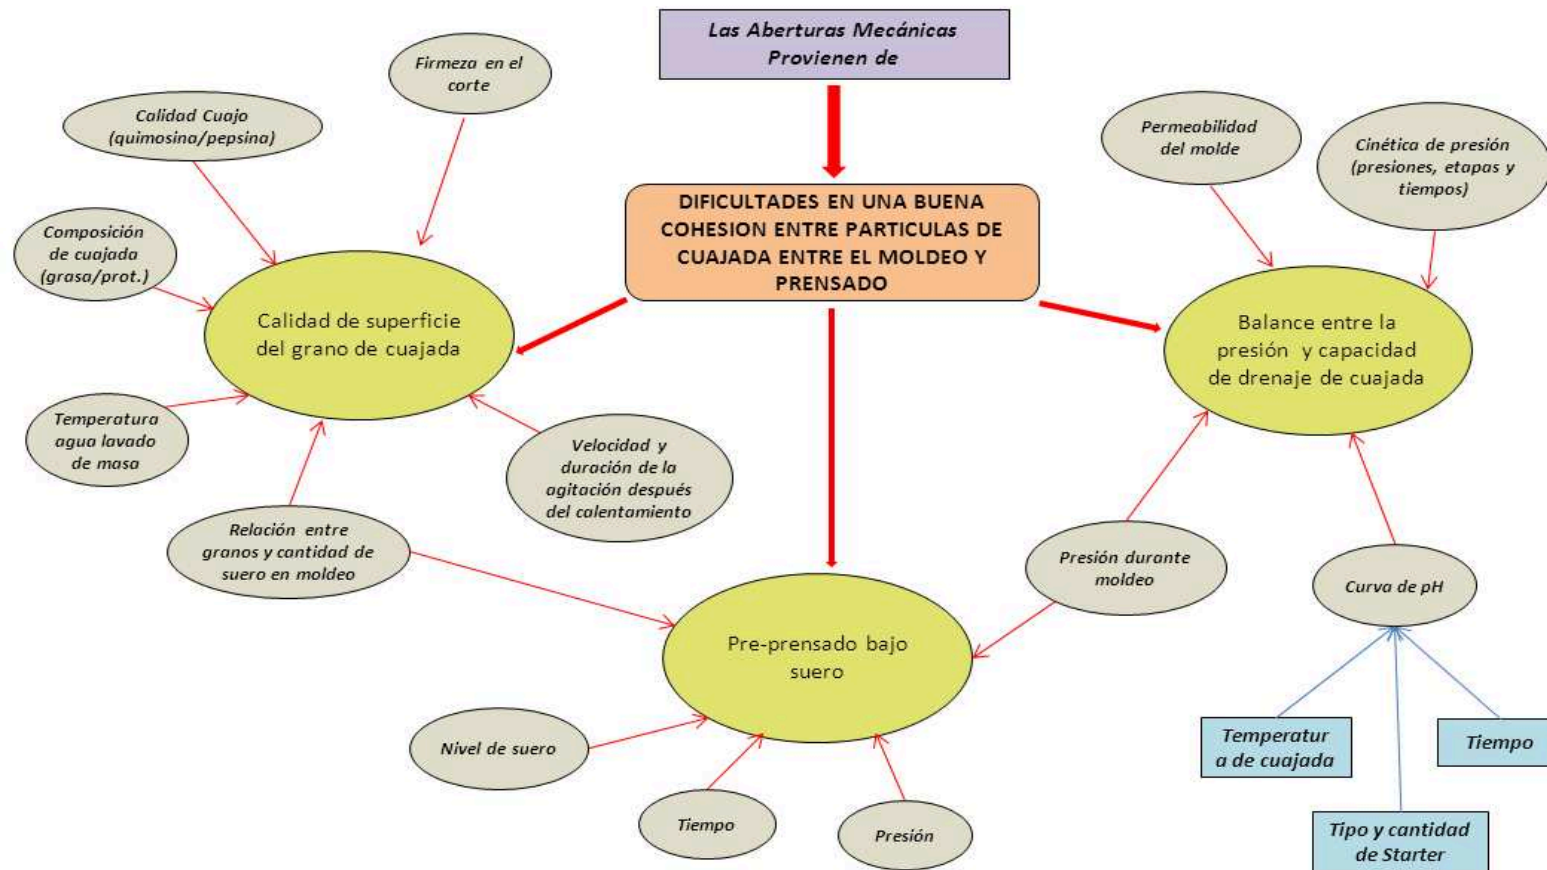 Las Aberturas Mecánicas
Provienen de
Firmeza en el
corte
Calidad Cuajo
(quimosina/pepsina)
Permeabilidad
del molde
Cinética de presión
(presiones, etapas y
tiempos)
DIFICULTADES EN UNA BUENA
COHESION ENTRE PARTICULAS DE
CUAJADA ENTRE EL MOLDEO Y
PRENSADO
Composición
de cuajada
(grasa/prot.)
Calidad de superficie
del grano de cuajada
Balance entre la
presión y capacidad
de drenaje de cuajada
Temperatura
agua lavado
de masa
Velocidad y
duración de la
agitación después
del calentamiento
Relación entre
granos y cantidad de
suero en moldeo
Presión durante
moldeo
Curva de pH
Pre-prensado bajo
suero
Nivel de suero
Tiempo
Presión
Temperatur
a de cuajada
Tiempo
Tipo y cantidad
de Starter